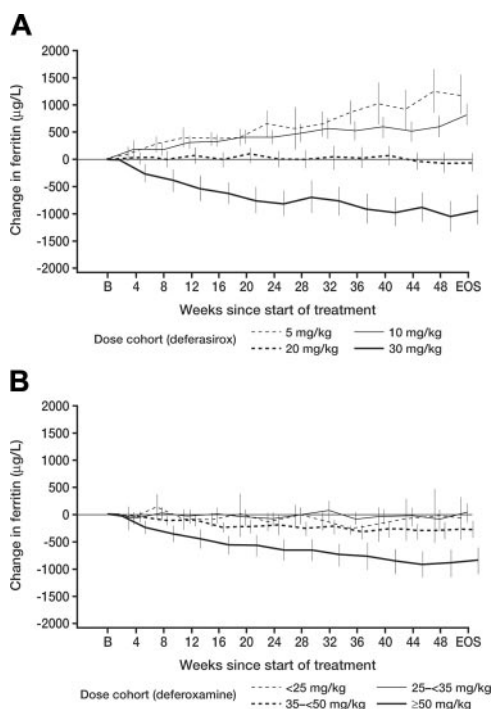 A
2000
1500
1000
500
0
-500
-1000
-1500
-2000
Change in ferritin (µg/L)
B 4 8 12 16 20 24 28 32 36 40 44 48 EOS
Weeks since start of treatment
Dose cohort (deferasirox)
5 mg/kg 10 mg/kg
20 mg/kg 30 mg/kg
B
2000
1500
1000
500
0
-500
-1000
-1500
-2000
Change in ferritin (µg/L)
B 4 8 12 16 20 24 28 32 36 40 44 48 EOS
Weeks since start of treatment
Dose cohort (deferoxamine)
<25 mg/kg 25–<35 mg/kg
35–<50 mg/kg ≥50 mg/kg